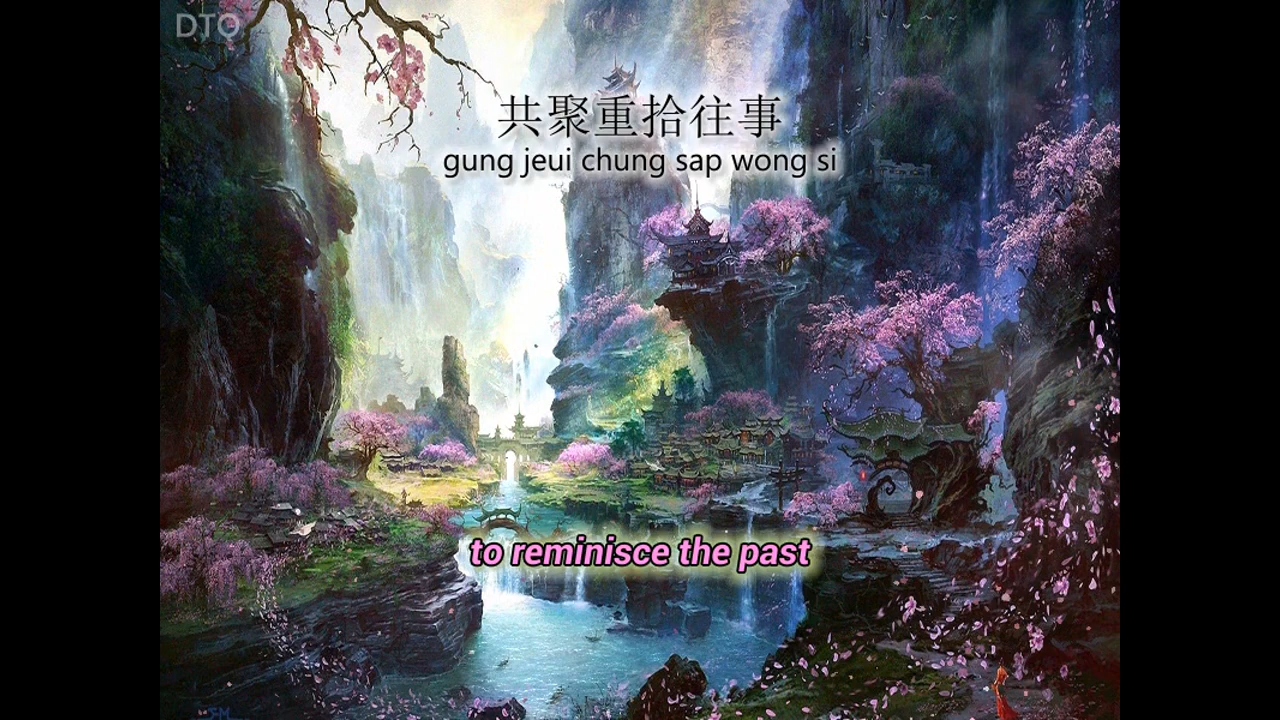 DTO
共聚重拾往事
gung jeui chung sap wong si
to reminisce the past